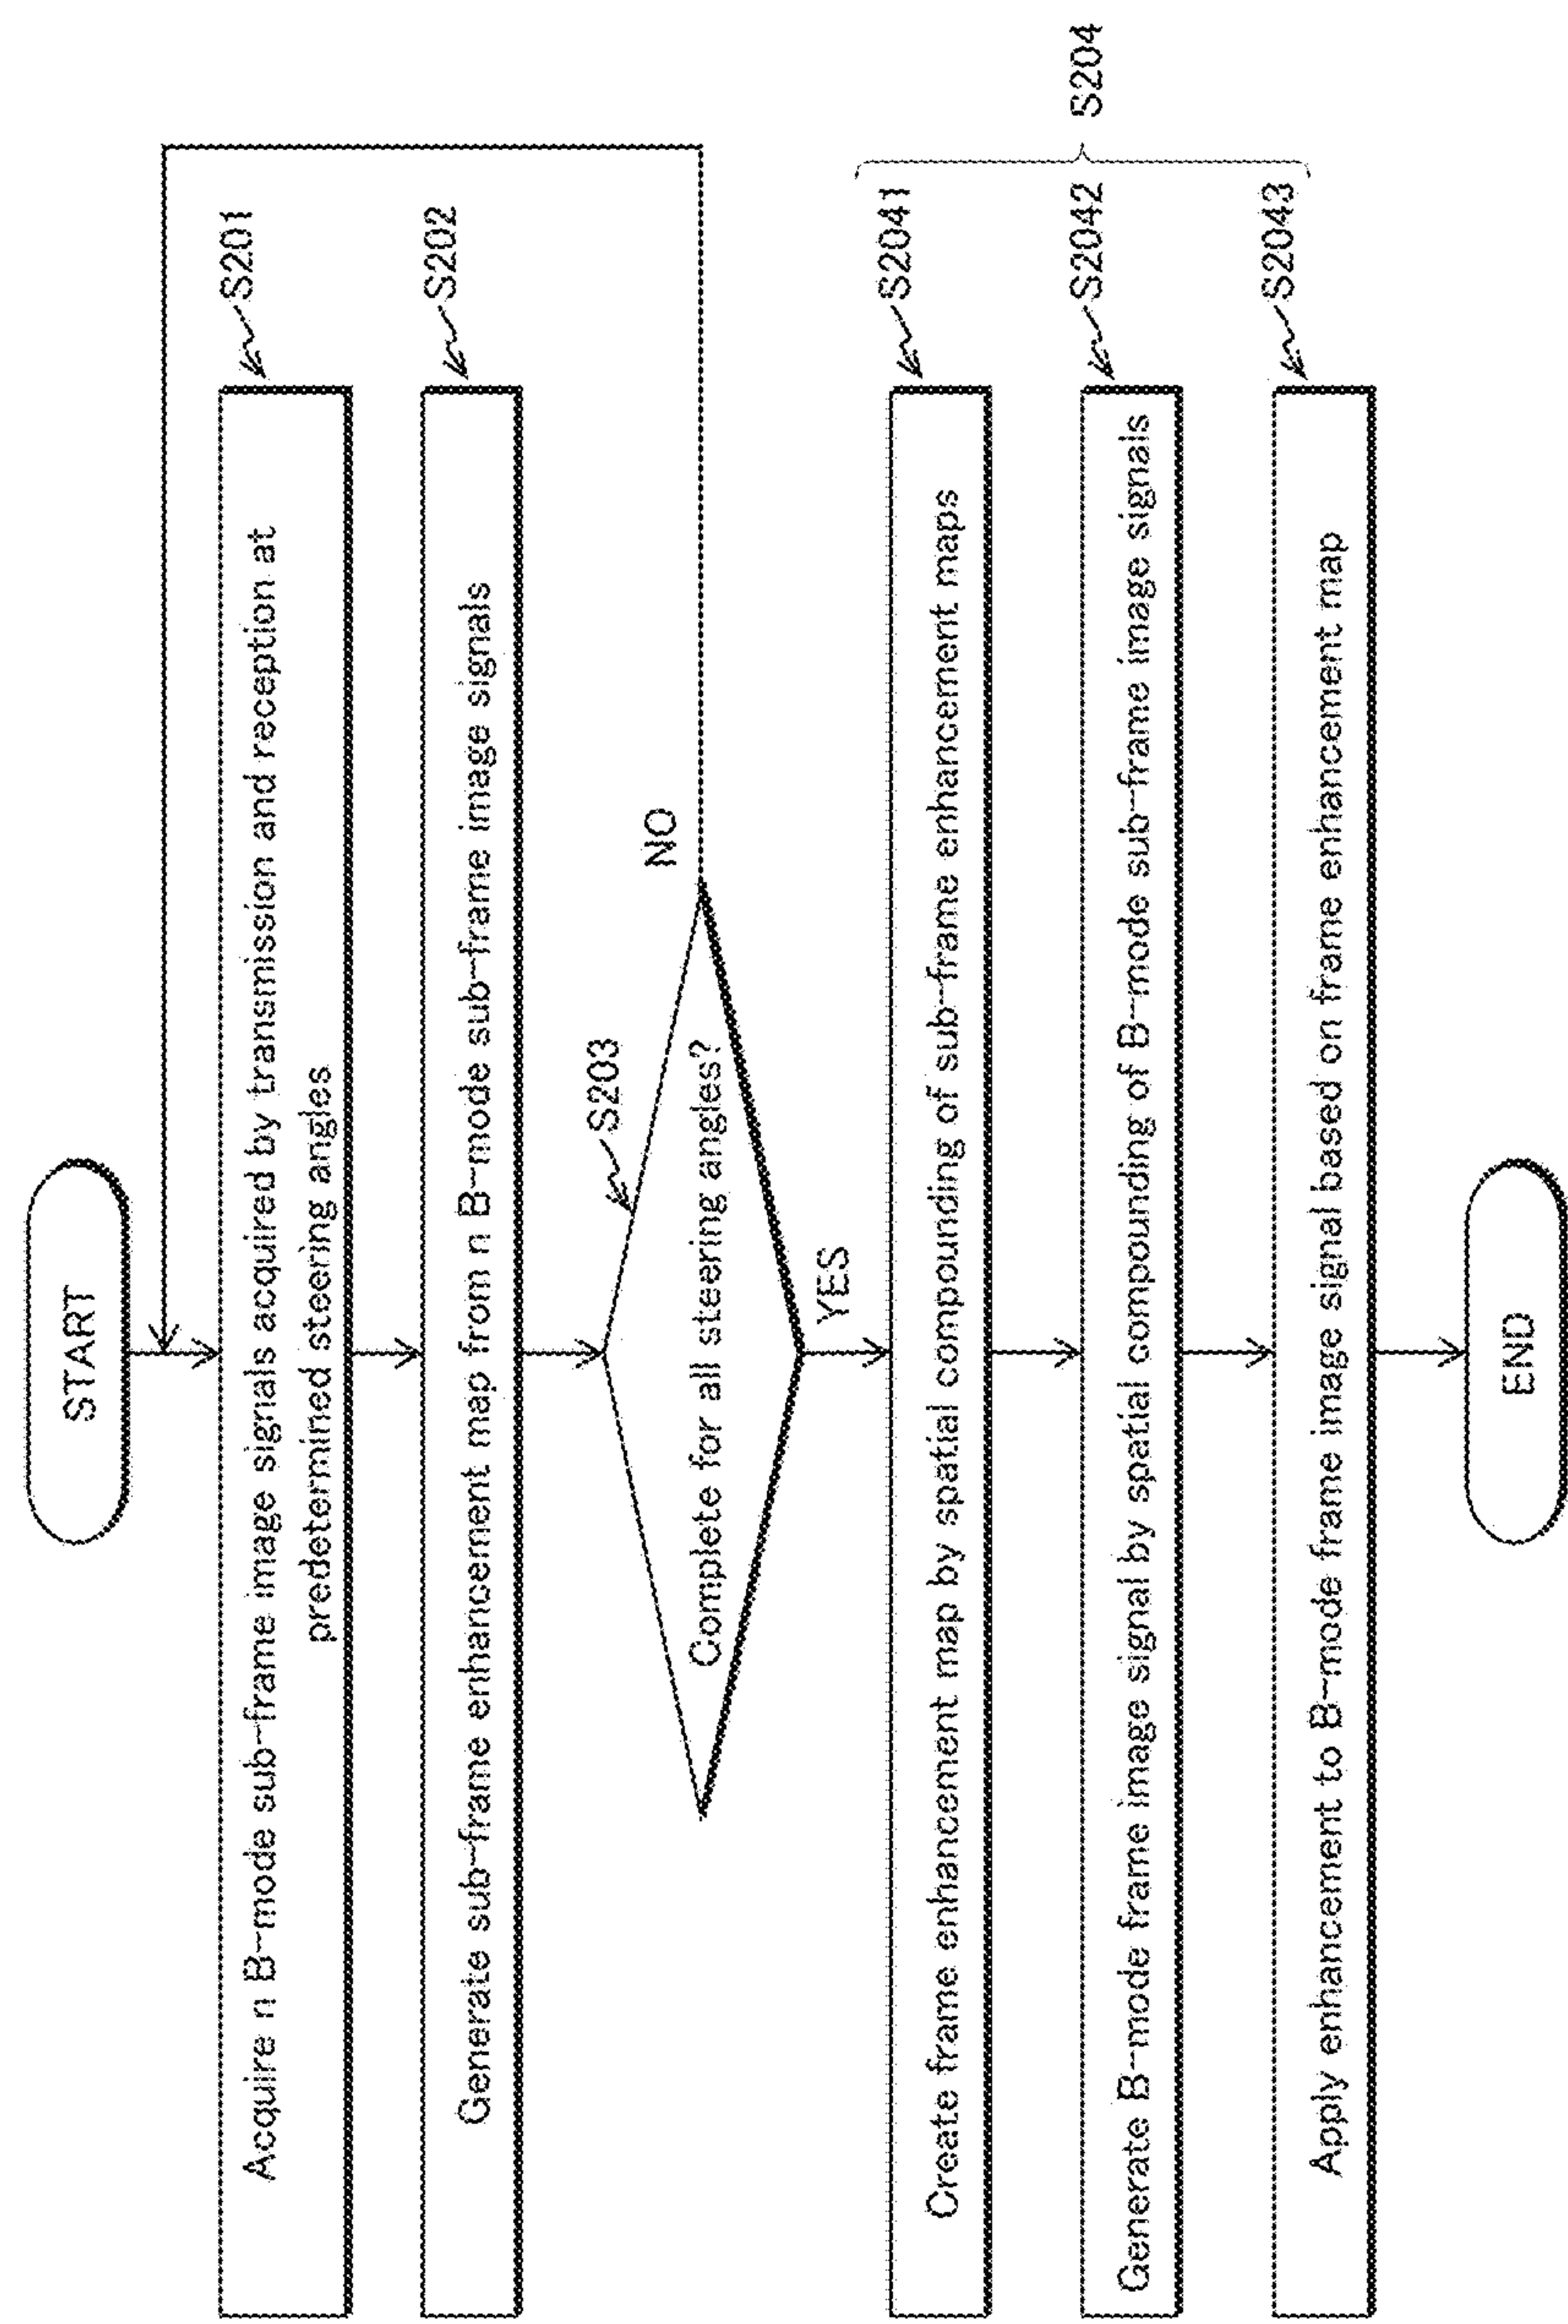 START
Acquire n B-mode sub-frame image signals acquired by transmission and reception at
predetermined steering angles
S201
Generate sub-frame enhancement map from n B-mode sub-frame image signals
S202
S203
Complete for all steering angles?
NO
YES
Create frame enhancement map by spatial compounding of sub-frame enhancement maps
S2041
Generate B-mode frame image signal by spatial compounding of B-mode sub-frame image signals
S2042
S204
Apply enhancement to B-mode frame image signal based on frame enhancement map
S2043
END